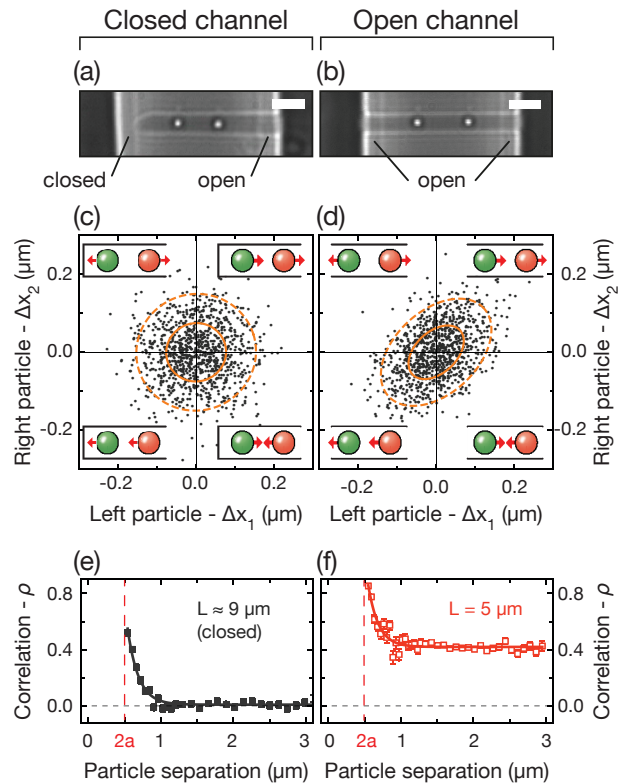 Closed channel
Open channel
(a)
(b)
closed
open
open
(c)
(d)
Right particle - Δx₂ (μm)
0.2
0.0
-0.2
-0.2
0.0
0.2
Left particle - Δx₁ (μm)
0.2
0.0
-0.2
Right particle - Δx₂ (μm)
-0.2
0.0
0.2
Left particle - Δx₁ (μm)
(e)
(f)
Correlation - ρ
0.8
0.4
0.0
L ≈ 9 μm
(closed)
0
2a
1
2
3
Particle separation (μm)
L = 5 μm
0.8
0.4
0.0
Correlation - ρ
0
2a
1
2
3
Particle separation (μm)